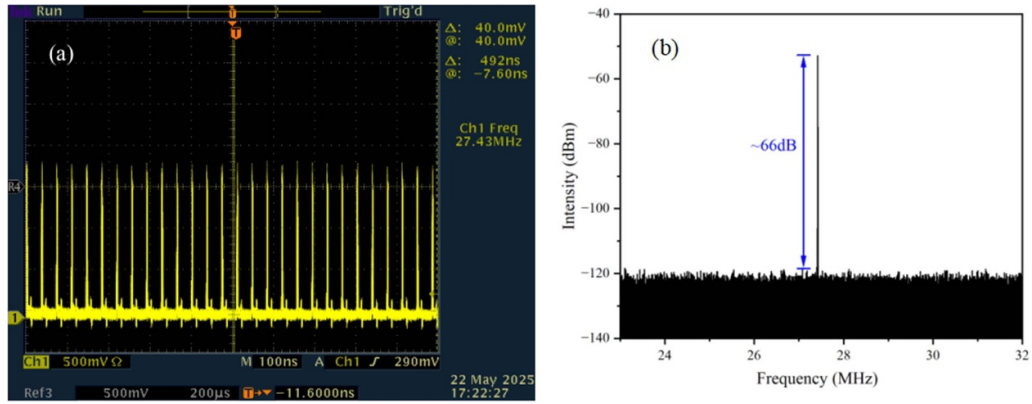 Run
Trig'd
(a)
Δ: 40.0mV
@: 40.0mV
Δ: 492ns
@: −7.60ns
Ch1 Freq
27.43MHz
R4
1
Ch1 500mV Ω M 100ns A Ch1 ∫ 290mV
22 May 2025
17:22:27
Ref3 500mV 200µs T→▼ −11.6000ns
(b)
~66dB
Intensity (dBm)
−40
−60
−80
−100
−120
−140
24 26 28 30 32
Frequency (MHz)